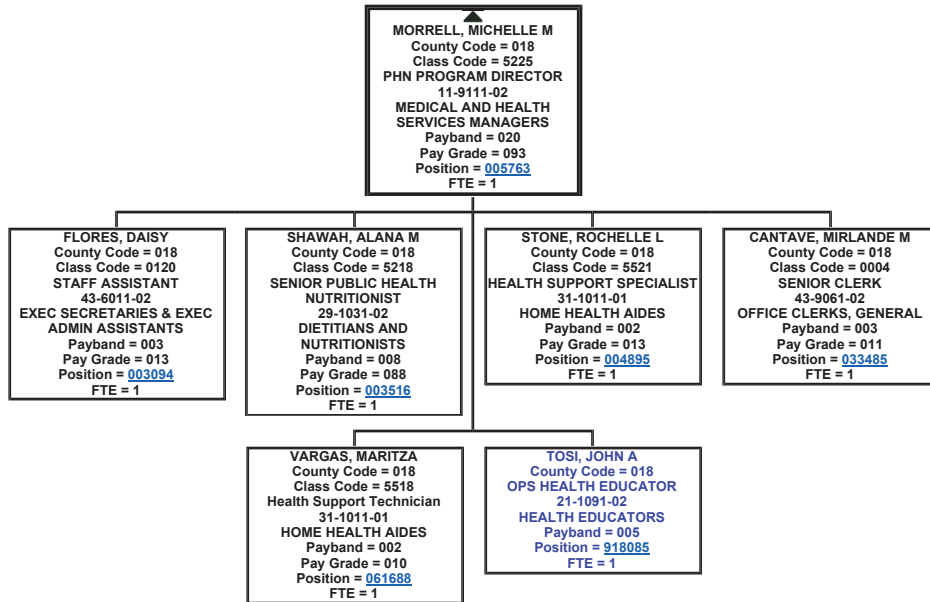 MORRELL, MICHELLE M
County Code = 018
Class Code = 5225
PHN PROGRAM DIRECTOR
11-9111-02
MEDICAL AND HEALTH
SERVICES MANAGERS
Payband = 020
Pay Grade = 093
Position = 005763
FTE = 1
FLORES, DAISY
County Code = 018
Class Code = 0120
STAFF ASSISTANT
43-6011-02
EXEC SECRETARIES & EXEC
ADMIN ASSISTANTS
Payband = 003
Pay Grade = 013
Position = 003094
FTE = 1
SHAWAH, ALANA M
County Code = 018
Class Code = 5218
SENIOR PUBLIC HEALTH
NUTRITIONIST
29-1031-02
DIETITIANS AND
NUTRITIONISTS
Payband = 008
Pay Grade = 088
Position = 003516
FTE = 1
STONE, ROCHELLE L
County Code = 018
Class Code = 5521
HEALTH SUPPORT SPECIALIST
31-1011-01
HOME HEALTH AIDES
Payband = 002
Pay Grade = 013
Position = 004895
FTE = 1
CANTAVE, MIRLANDE M
County Code = 018
Class Code = 0004
SENIOR CLERK
43-9061-02
OFFICE CLERKS, GENERAL
Payband = 003
Pay Grade = 011
Position = 033485
FTE = 1
VARGAS, MARITZA
County Code = 018
Class Code = 5518
Health Support Technician
31-1011-01
HOME HEALTH AIDES
Payband = 002
Pay Grade = 010
Position = 061688
FTE = 1
TOSI, JOHN A
County Code = 018
OPS HEALTH EDUCATOR
21-1091-02
HEALTH EDUCATORS
Payband = 005
Position = 918085
FTE = 1